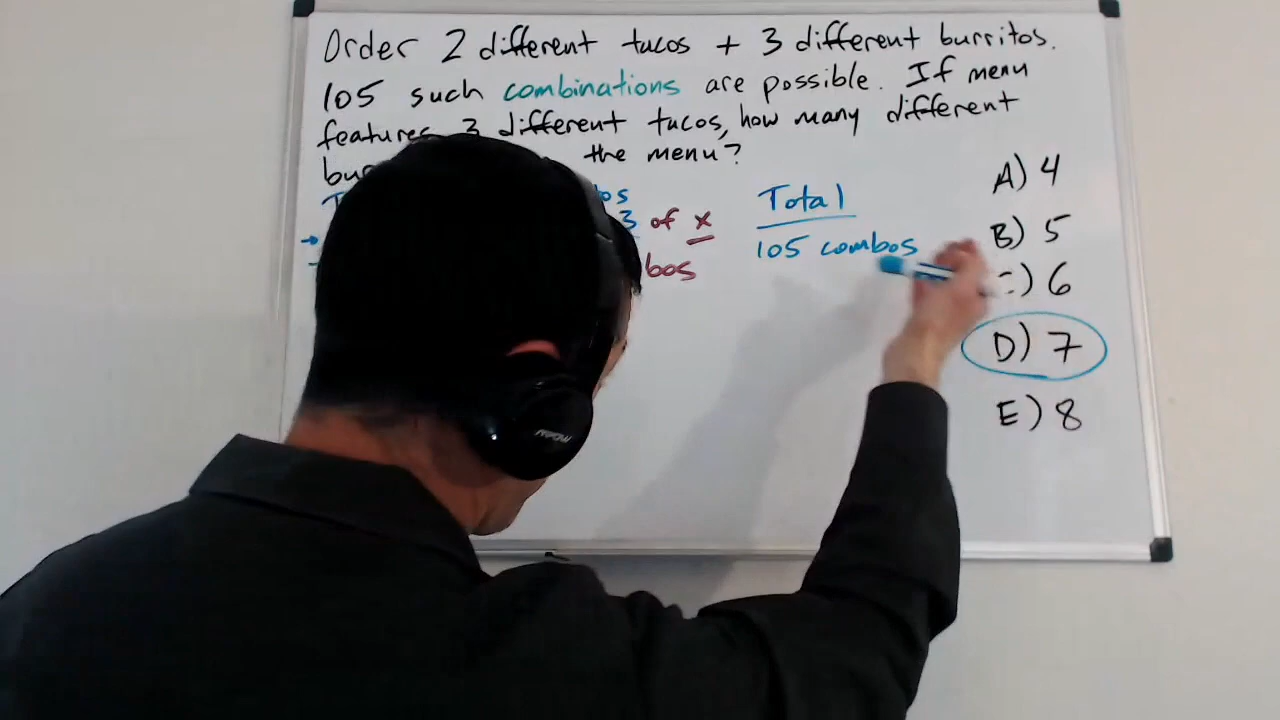 Order 2 different tacos + 3 different burritos.
105 such combinations are possible. If menu
features 3 different tacos, how many different
the menu?
3 of x
Total
105 combos
A) 4
B) 5
) 6
D) 7
E) 8